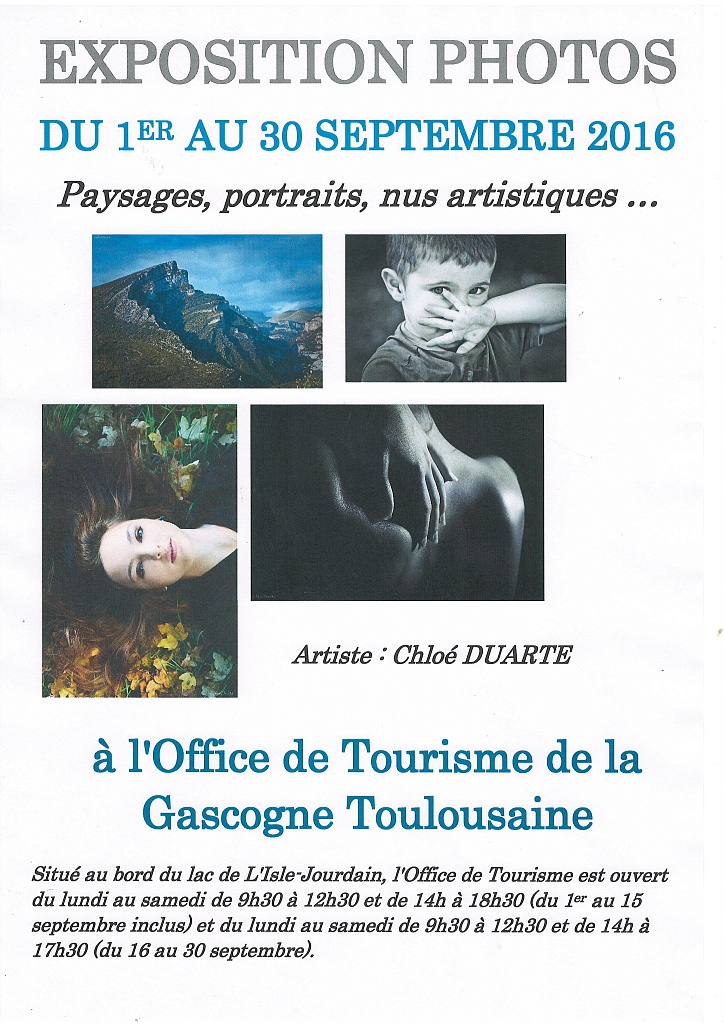 EXPOSITION PHOTOS
DU 1ER AU 30 SEPTEMBRE 2016
Paysages, portraits, nus artistiques ...
Artiste : Chloé DUARTE
à l'Office de Tourisme de la
Gascogne Toulousaine
Situé au bord du lac de L'Isle-Jourdain, l'Office de Tourisme est ouvert
du lundi au samedi de 9h30 à 12h30 et de 14h à 18h30 (du 1er au 15
septembre inclus) et du lundi au samedi de 9h30 à 12h30 et de 14h à
17h30 (du 16 au 30 septembre).